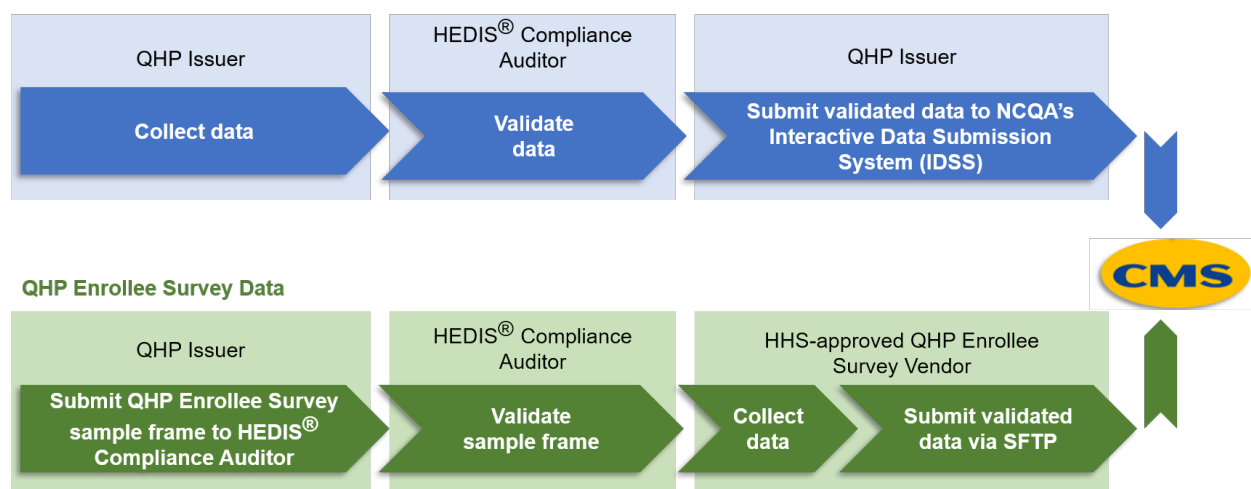 QHP Issuer
HEDIS® Compliance
Auditor
QHP Issuer
Collect data
Validate
data
Submit validated data to NCQA’s
Interactive Data Submission
System (IDSS)
CMS
QHP Enrollee Survey Data
QHP Issuer
HEDIS® Compliance
Auditor
HHS-approved QHP Enrollee
Survey Vendor
Submit QHP Enrollee Survey
sample frame to HEDIS®
Compliance Auditor
Validate
sample frame
Collect
data
Submit validated
data via SFTP